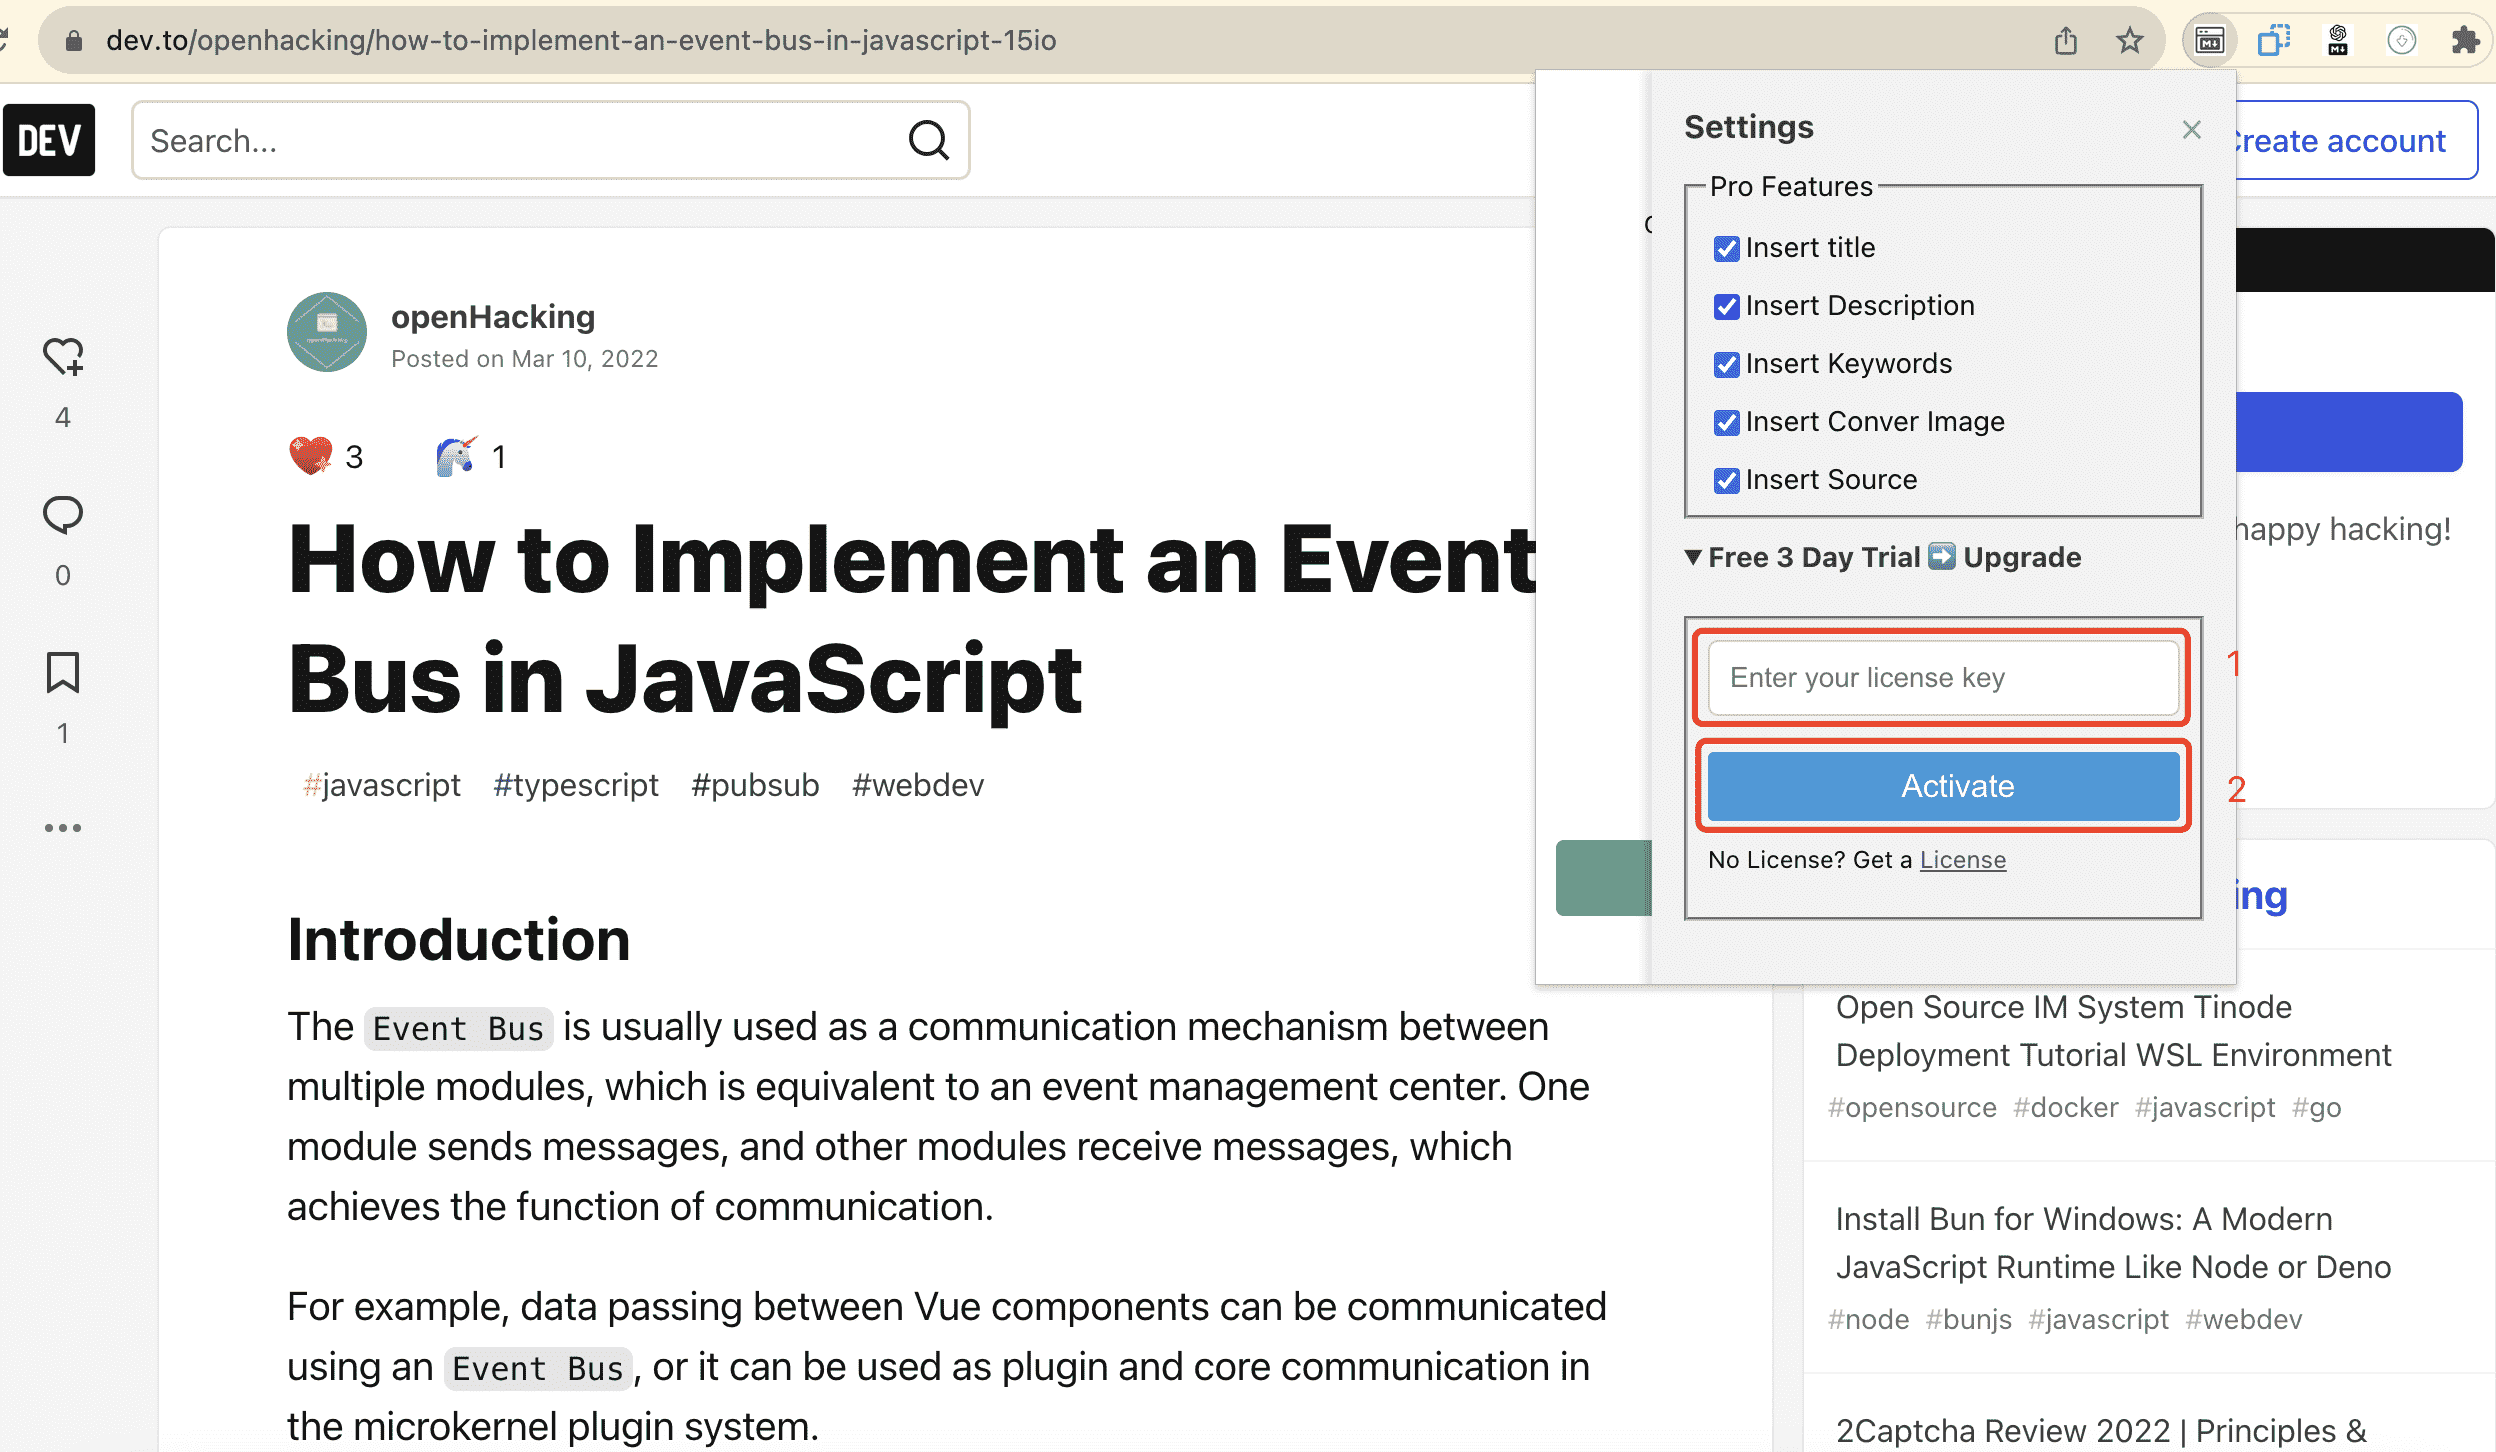 dev.to/openhacking/how-to-implement-an-event-bus-in-javascript-15io
DEV
Search...
Create account
openHacking
Posted on Mar 10, 2022
4
0
1
3
1
How to Implement an Event
Bus in JavaScript
#javascript #typescript #pubsub #webdev
Introduction
The Event Bus is usually used as a communication mechanism between
multiple modules, which is equivalent to an event management center. One
module sends messages, and other modules receive messages, which
achieves the function of communication.
For example, data passing between Vue components can be communicated
using an Event Bus, or it can be used as plugin and core communication in
the microkernel plugin system.
Settings
Pro Features
Insert title
Insert Description
Insert Keywords
Insert Conver Image
Insert Source
Free 3 Day Trial ➡️ Upgrade
Enter your license key
1
Activate
2
No License? Get a License
happy hacking!
ing
Open Source IM System Tinode
Deployment Tutorial WSL Environment
#opensource #docker #javascript #go
Install Bun for Windows: A Modern
JavaScript Runtime Like Node or Deno
#node #bunjs #javascript #webdev
2Captcha Review 2022 | Principles &